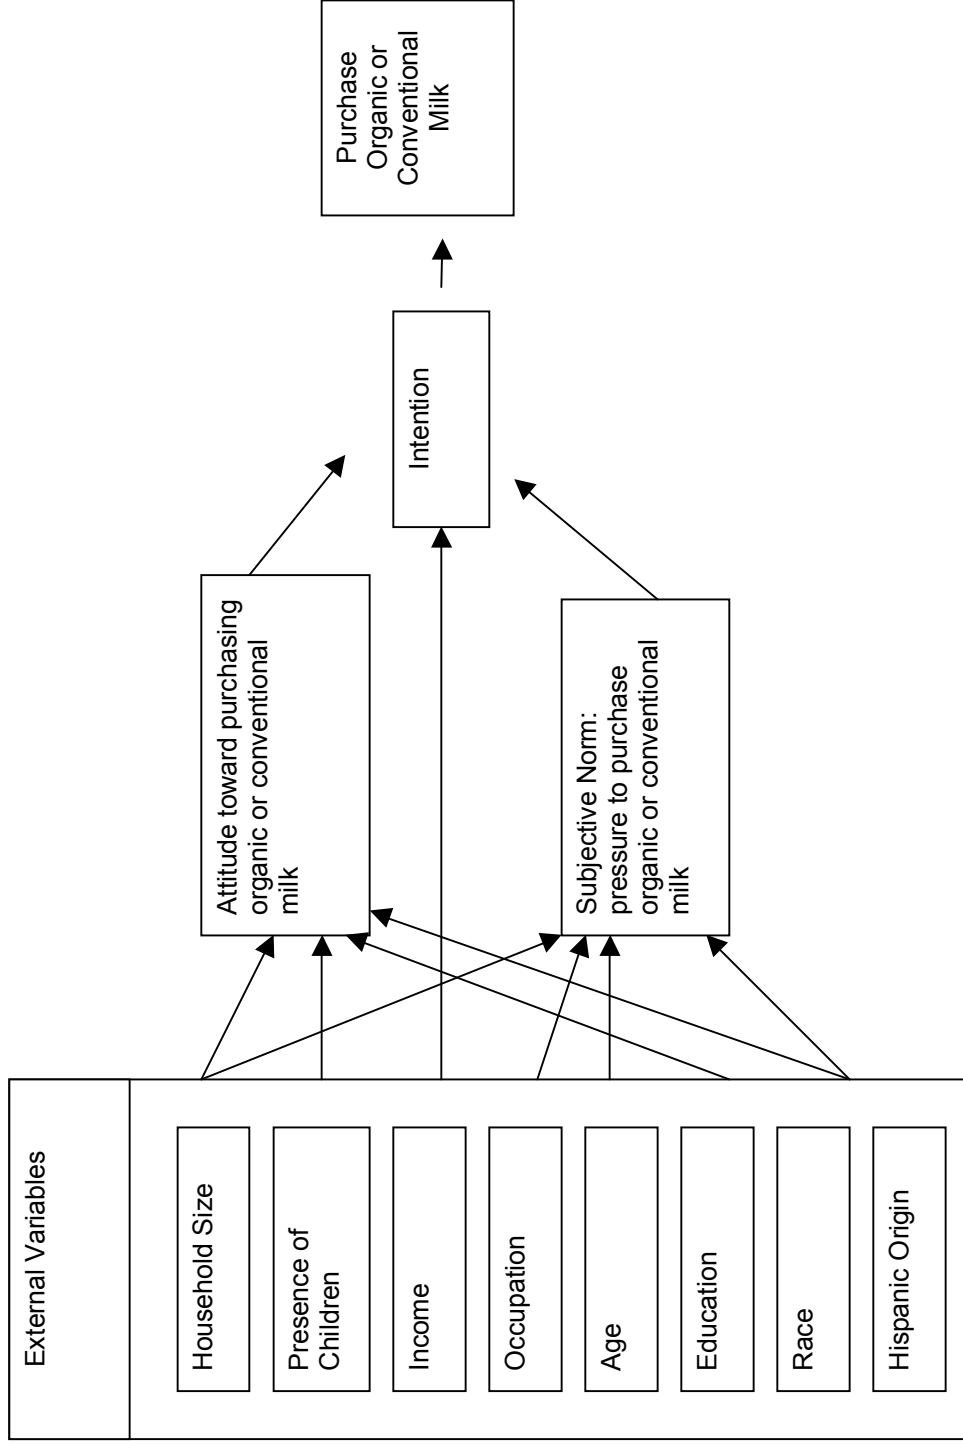 External Variables
Household Size
Presence of
Children
Income
Occupation
Age
Education
Race
Hispanic Origin
Attitude toward purchasing
organic or conventional
milk
Subjective Norm:
pressure to purchase
organic or conventional
milk
Intention
Purchase
Organic or
Conventional
Milk